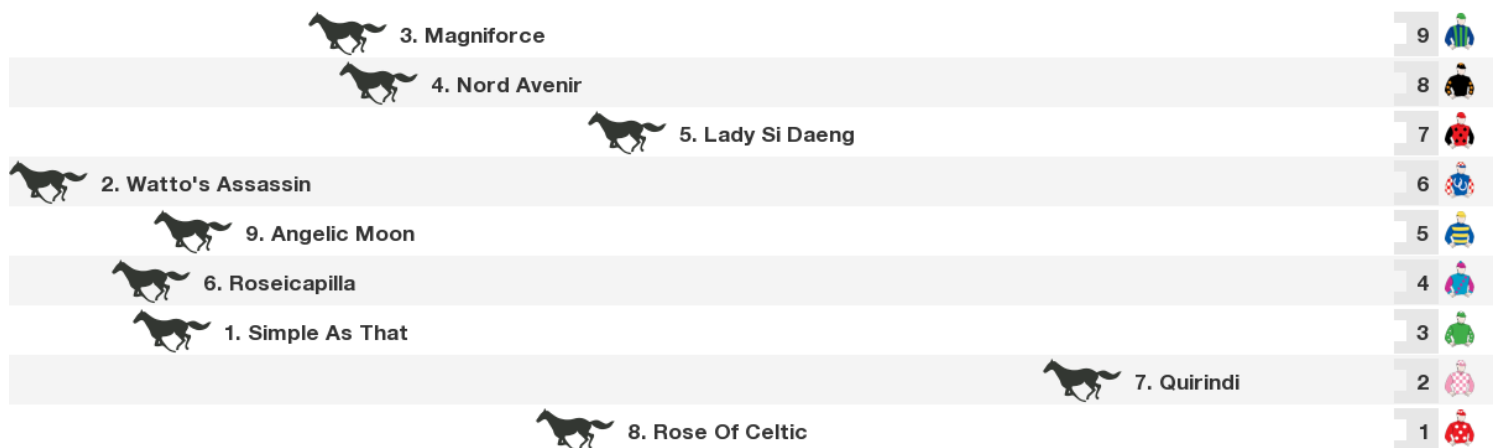 3. Magniforce 9
4. Nord Avenir 8
5. Lady Si Daeng 7
2. Watto's Assassin 6
9. Angelic Moon 5
6. Roseicapilla 4
1. Simple As That 3
7. Quirindi 2
8. Rose Of Celtic 1